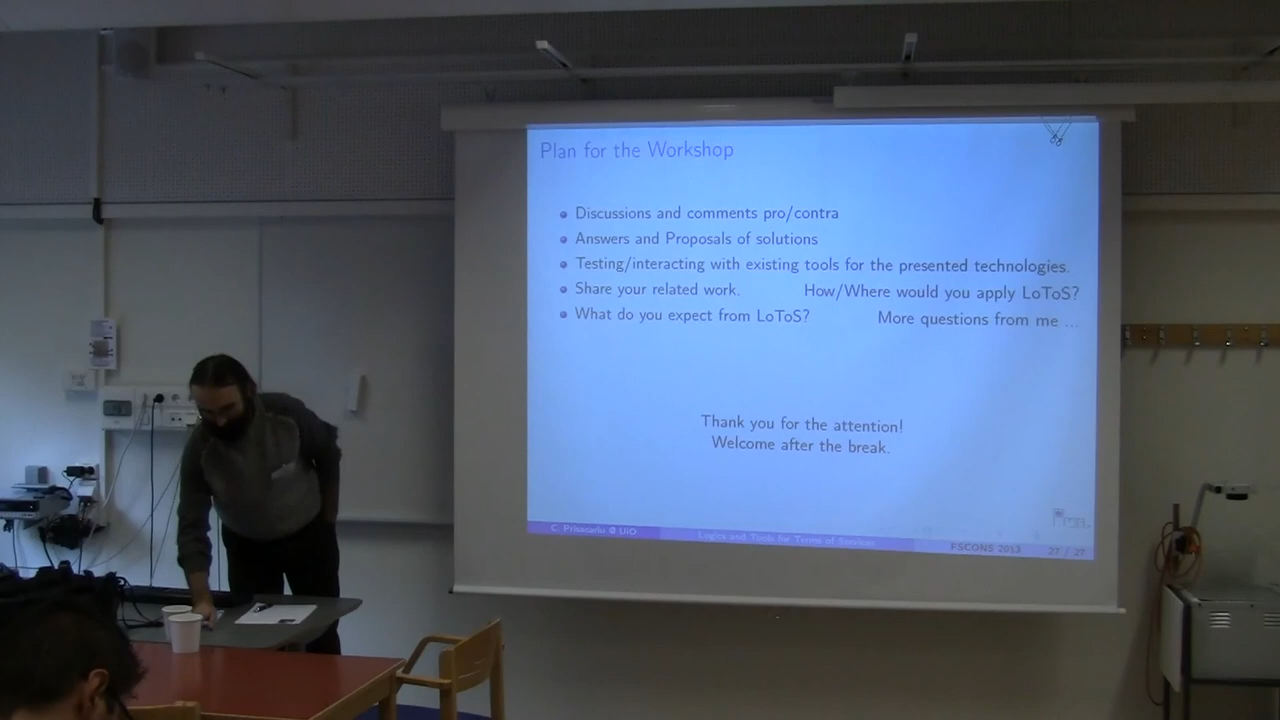 Plan for the Workshop
Discussions and comments pro/contra
Answers and Proposals of solutions
Testing/interacting with existing tools for the presented technologies.
Share your related work. How/Where would you apply LoToS?
What do you expect from LoToS? More questions from me ...
Thank you for the attention!
Welcome after the break.
C. Prisacariu @ UiO Logics and Tools for Terms of Services FSCONS 2013 27 / 27